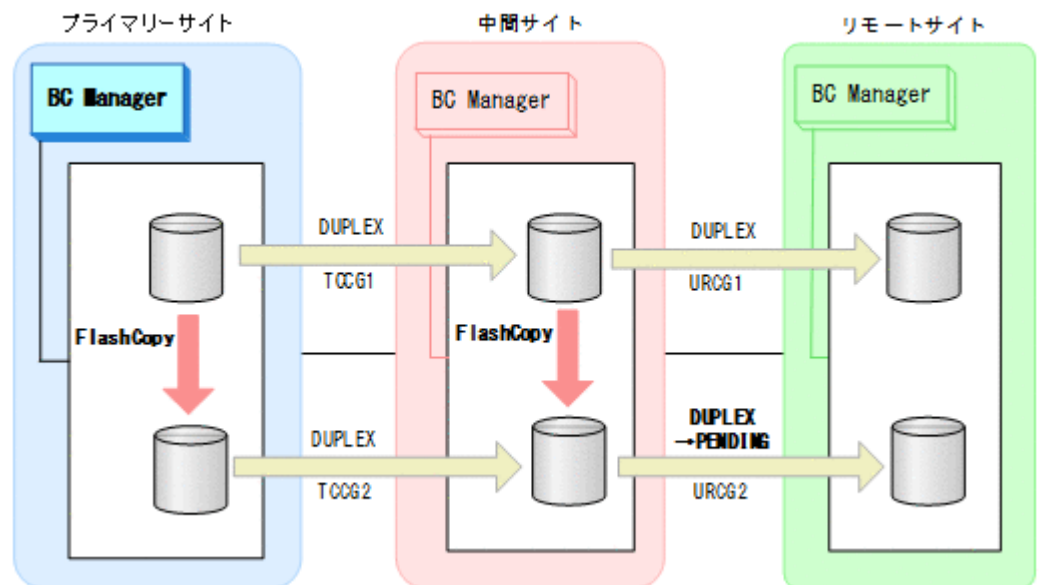 プライマリーサイト
中間サイト
リモートサイト
BC Manager
BC Manager
BC Manager
DUPLEX
TCCG1
DUPLEX
URCG1
FlashCopy
FlashCopy
DUPLEX
TCCG2
DUPLEX
→PENDING
URCG2